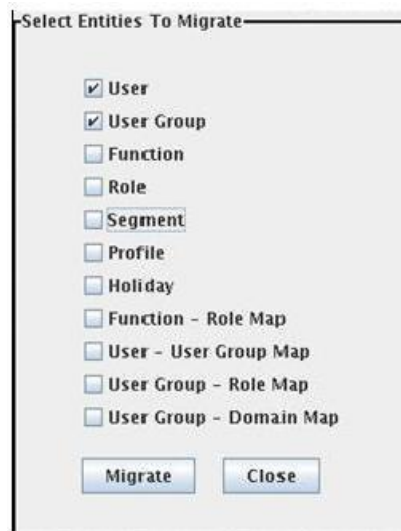 Select Entities To Migrate
User
User Group
Function
Role
Segment
Profile
Holiday
Function - Role Map
User - User Group Map
User Group - Role Map
User Group - Domain Map
Migrate Close